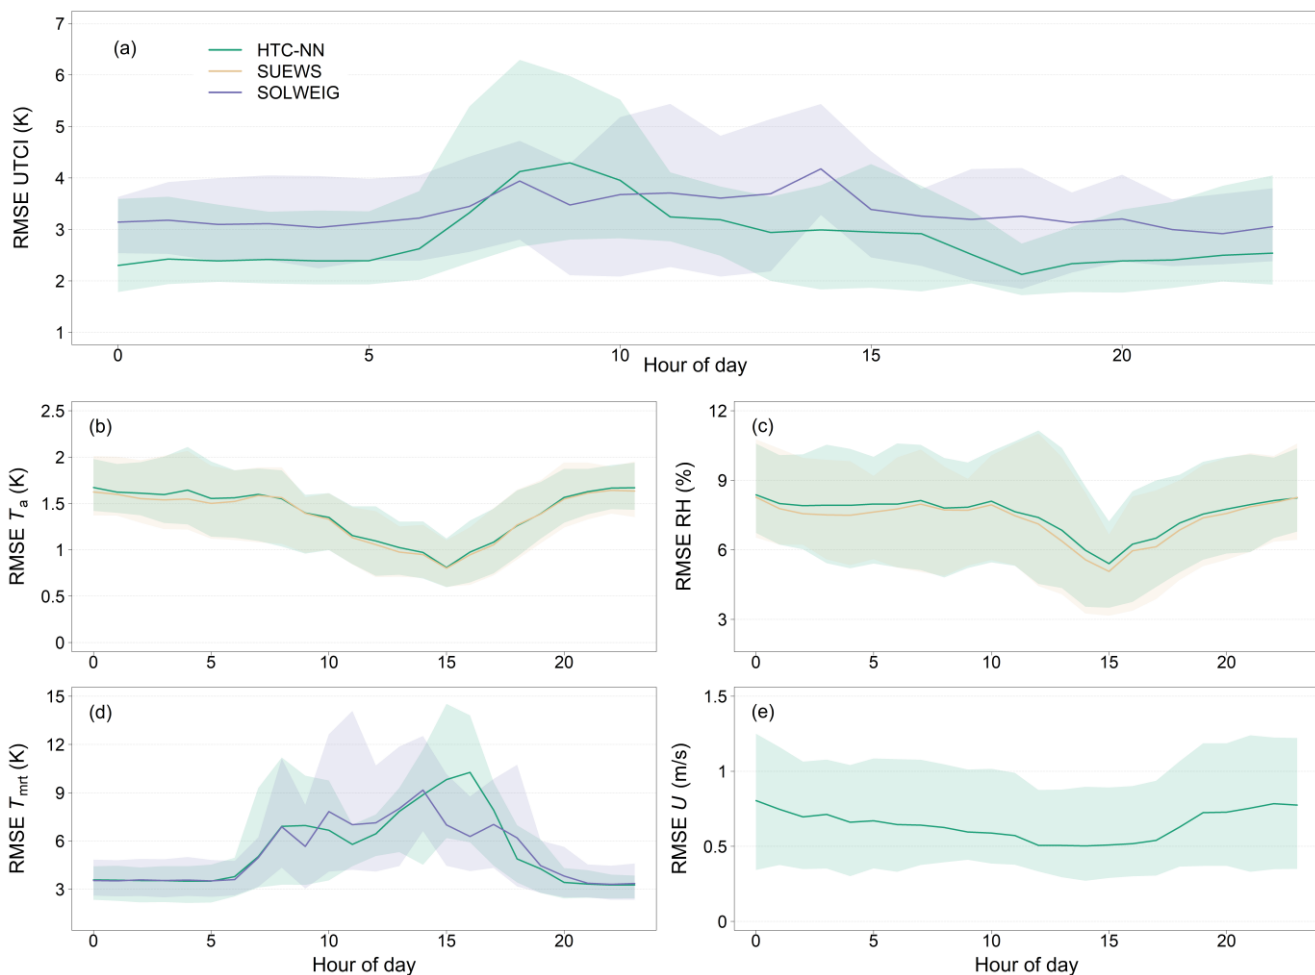 (a)
HTC-NN
SUEWS
SOLWEIG
RMSE UTCI (K)
7
6
5
4
3
2
1
0 5 10 15 20
Hour of day
(b)
RMSE Ta (K)
2.5
2
1.5
1
0.5
0
0 5 10 15 20
(c)
RMSE RH (%)
12
9
6
3
0 5 10 15 20
(d)
RMSE Tmrt (K)
15
12
9
6
3
0 5 10 15 20
Hour of day
(e)
RMSE U (m/s)
1.5
1
0.5
0
0 5 10 15 20
Hour of day